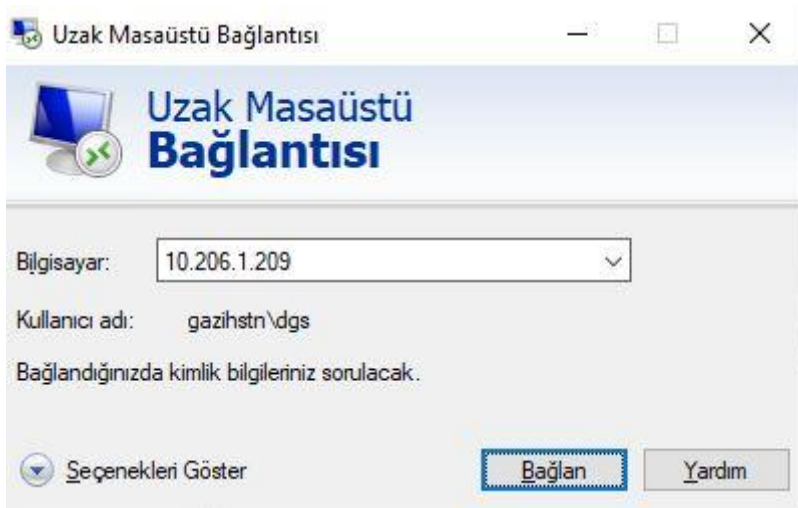 Uzak Masaüstü Bağlantısı
Uzak Masaüstü
Bağlantısı
Bilgisayar: 10.206.1.209
Kullanıcı adı: gazihstn\dgs
Bağlandığınızda kimlik bilgileriniz sorulacak.
Seçenekleri Göster Bağlan Yardım